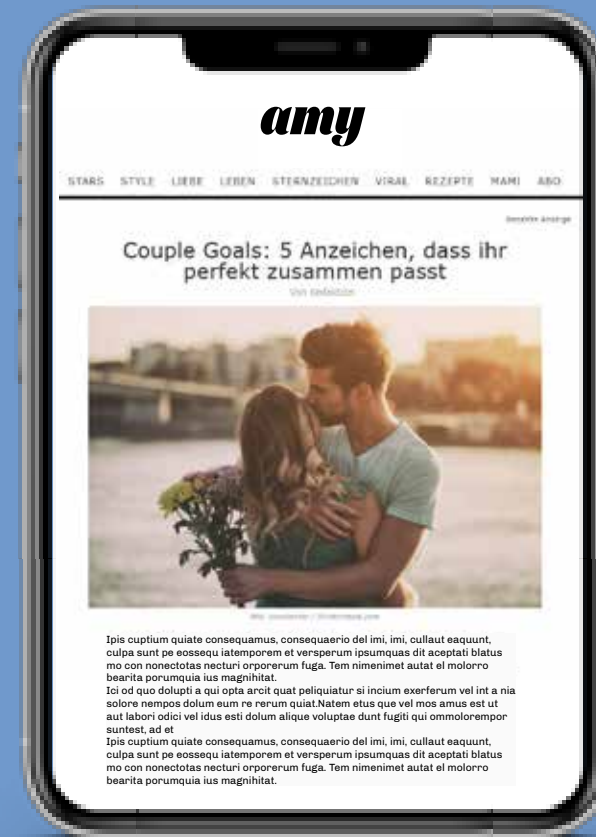 amy
STARS STYLE LIEBE LEBEN STERNZEICHEN VIRAL REZEPTE MAMI ABO
Bezahlte Anzeige
Couple Goals: 5 Anzeichen, dass ihr
perfekt zusammen passt
Von Redaktion
Ipis cuptium quiate consequamus, consequaerio del imi, imi, cullaut eaquunt,
culpa sunt pe eossequ iatemporem et versperum ipsumquas dit aceptati blatus
mo con nonectotas necturi orporerum fuga. Tem nimenimet autat el molorro
bearita porumquia ius magnihitat.
Ici od quo dolupti a qui opta arcit quat peliquiatur si incium exerferum vel int a nia
solore nempos dolum eum re rerum quiat.Natem etus que vel mos amus est ut
aut labori odici vel idus esti dolum alique voluptae dunt fugiti qui ommolorempor
suntest, ad et
Ipis cuptium quiate consequamus, consequaerio del imi, imi, cullaut eaquunt,
culpa sunt pe eossequ iatemporem et versperum ipsumquas dit aceptati blatus
mo con nonectotas necturi orporerum fuga. Tem nimenimet autat el molorro
bearita porumquia ius magnihitat.